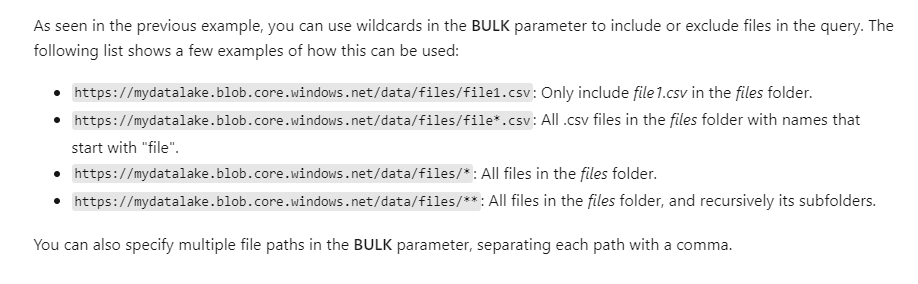 As seen in the previous example, you can use wildcards in the BULK parameter to include or exclude files in the query. The
following list shows a few examples of how this can be used:
• https://mydatalake.blob.core.windows.net/data/files/file1.csv: Only include file1.csv in the files folder.
• https://mydatalake.blob.core.windows.net/data/files/file*.csv: All .csv files in the files folder with names that
start with "file".
• https://mydatalake.blob.core.windows.net/data/files/*: All files in the files folder.
• https://mydatalake.blob.core.windows.net/data/files/**: All files in the files folder, and recursively its subfolders.
You can also specify multiple file paths in the BULK parameter, separating each path with a comma.